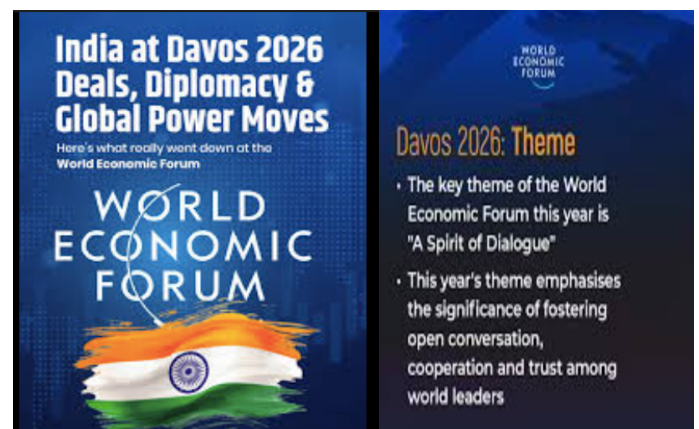 India at Davos 2026
Deals, Diplomacy &
Global Power Moves
Here's what really went down at the
World Economic Forum
WORLD
ECONOMIC
FORUM
WORLD
ECONOMIC
FORUM
Davos 2026: Theme
• The key theme of the World
Economic Forum this year is
"A Spirit of Dialogue"
• This year's theme emphasises
the significance of fostering
open conversation,
cooperation and trust among
world leaders